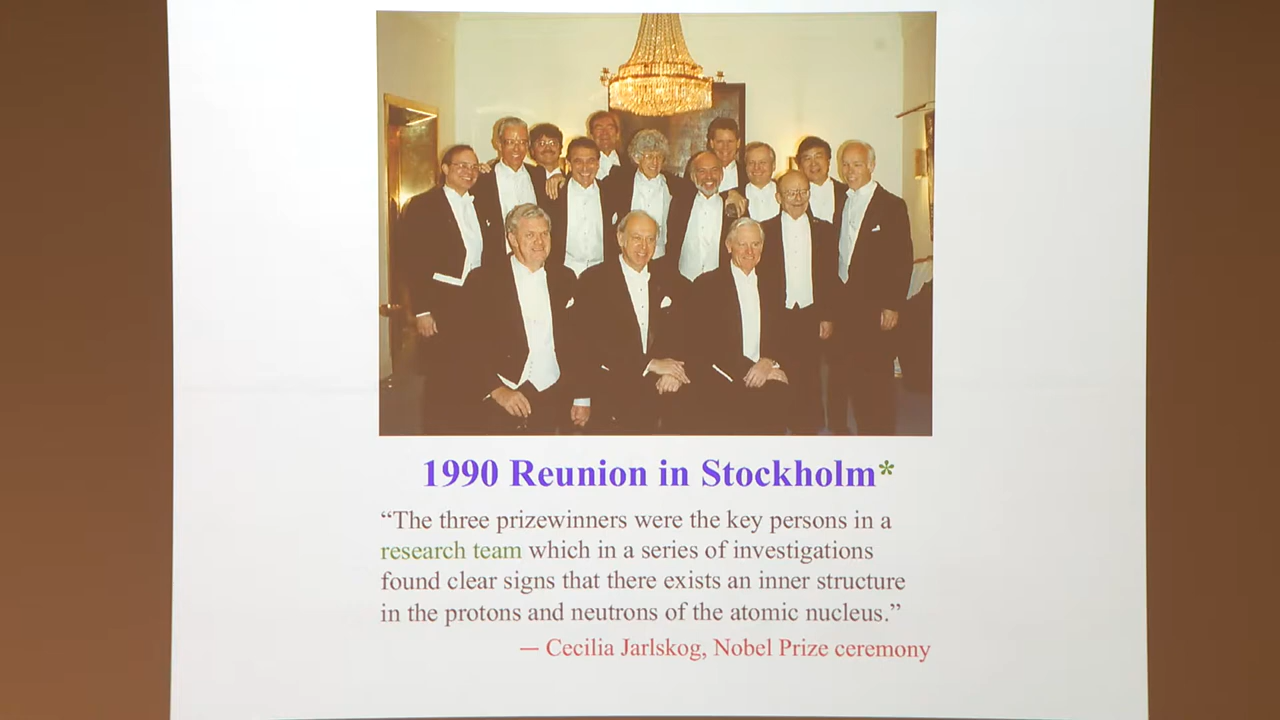 1990 Reunion in Stockholm*
“The three prizewinners were the key persons in a
research team which in a series of investigations
found clear signs that there exists an inner structure
in the protons and neutrons of the atomic nucleus.”
— Cecilia Jarlskog, Nobel Prize ceremony